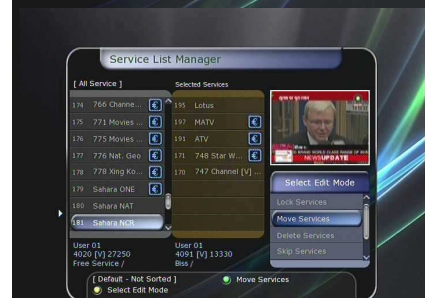 Service List Manager
[ All Service ]
Selected Services
174 766 Channe... €
175 771 Movies ... €
176 775 Movies ... €
177 776 Nat. Geo €
178 778 Xing Ko... €
179 Sahara ONE €
180 Sahara NAT
181 Sahara NCR
195 Lotus
197 MATV €
191 ATV €
171 748 Star W... €
170 747 Channel [V] ...
NEWSUPDATE
Select Edit Mode
Lock Services
Move Services
Delete Services
Skip Services
User 01
4020 [V] 27250
Free Service /
User 01
4091 [V] 13330
Biss /
[ Default - Not Sorted ]
Move Services
Select Edit Mode